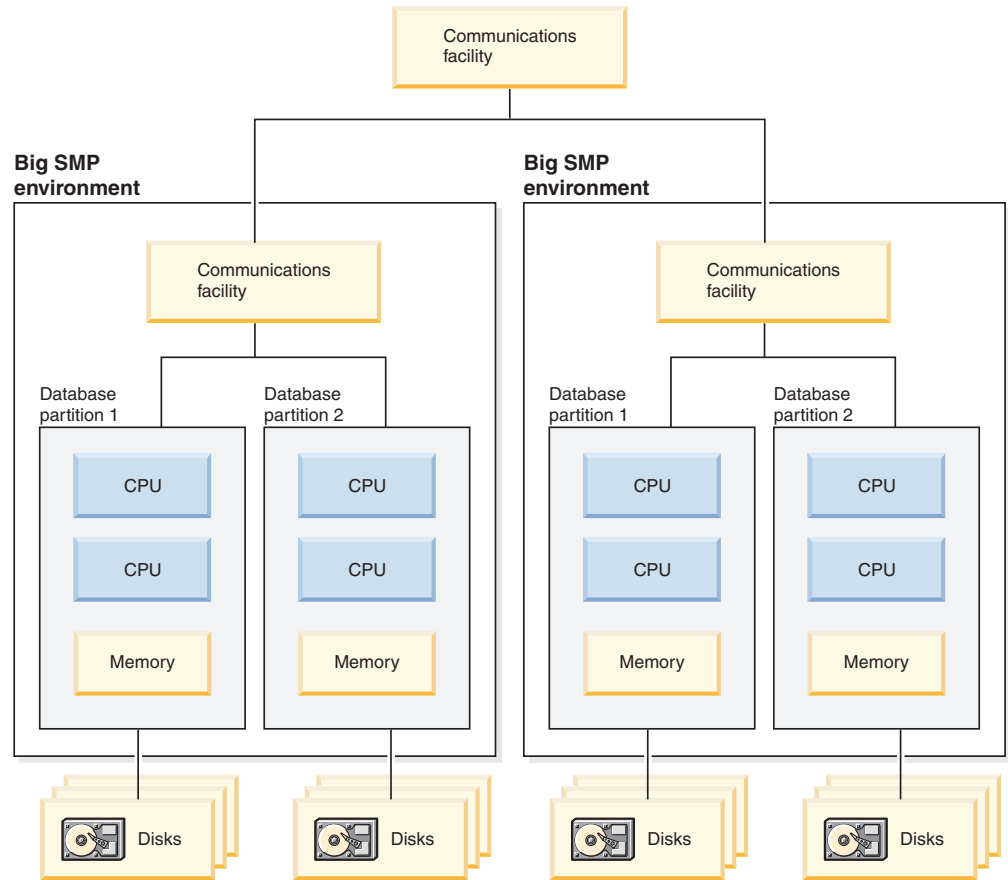 Communications
facility
Big SMP
environment
Big SMP
environment
Communications
facility
Communications
facility
Database
partition 1
Database
partition 2
Database
partition 1
Database
partition 2
CPU
CPU
CPU
CPU
CPU
CPU
CPU
CPU
Memory
Memory
Memory
Memory
Disks
Disks
Disks
Disks